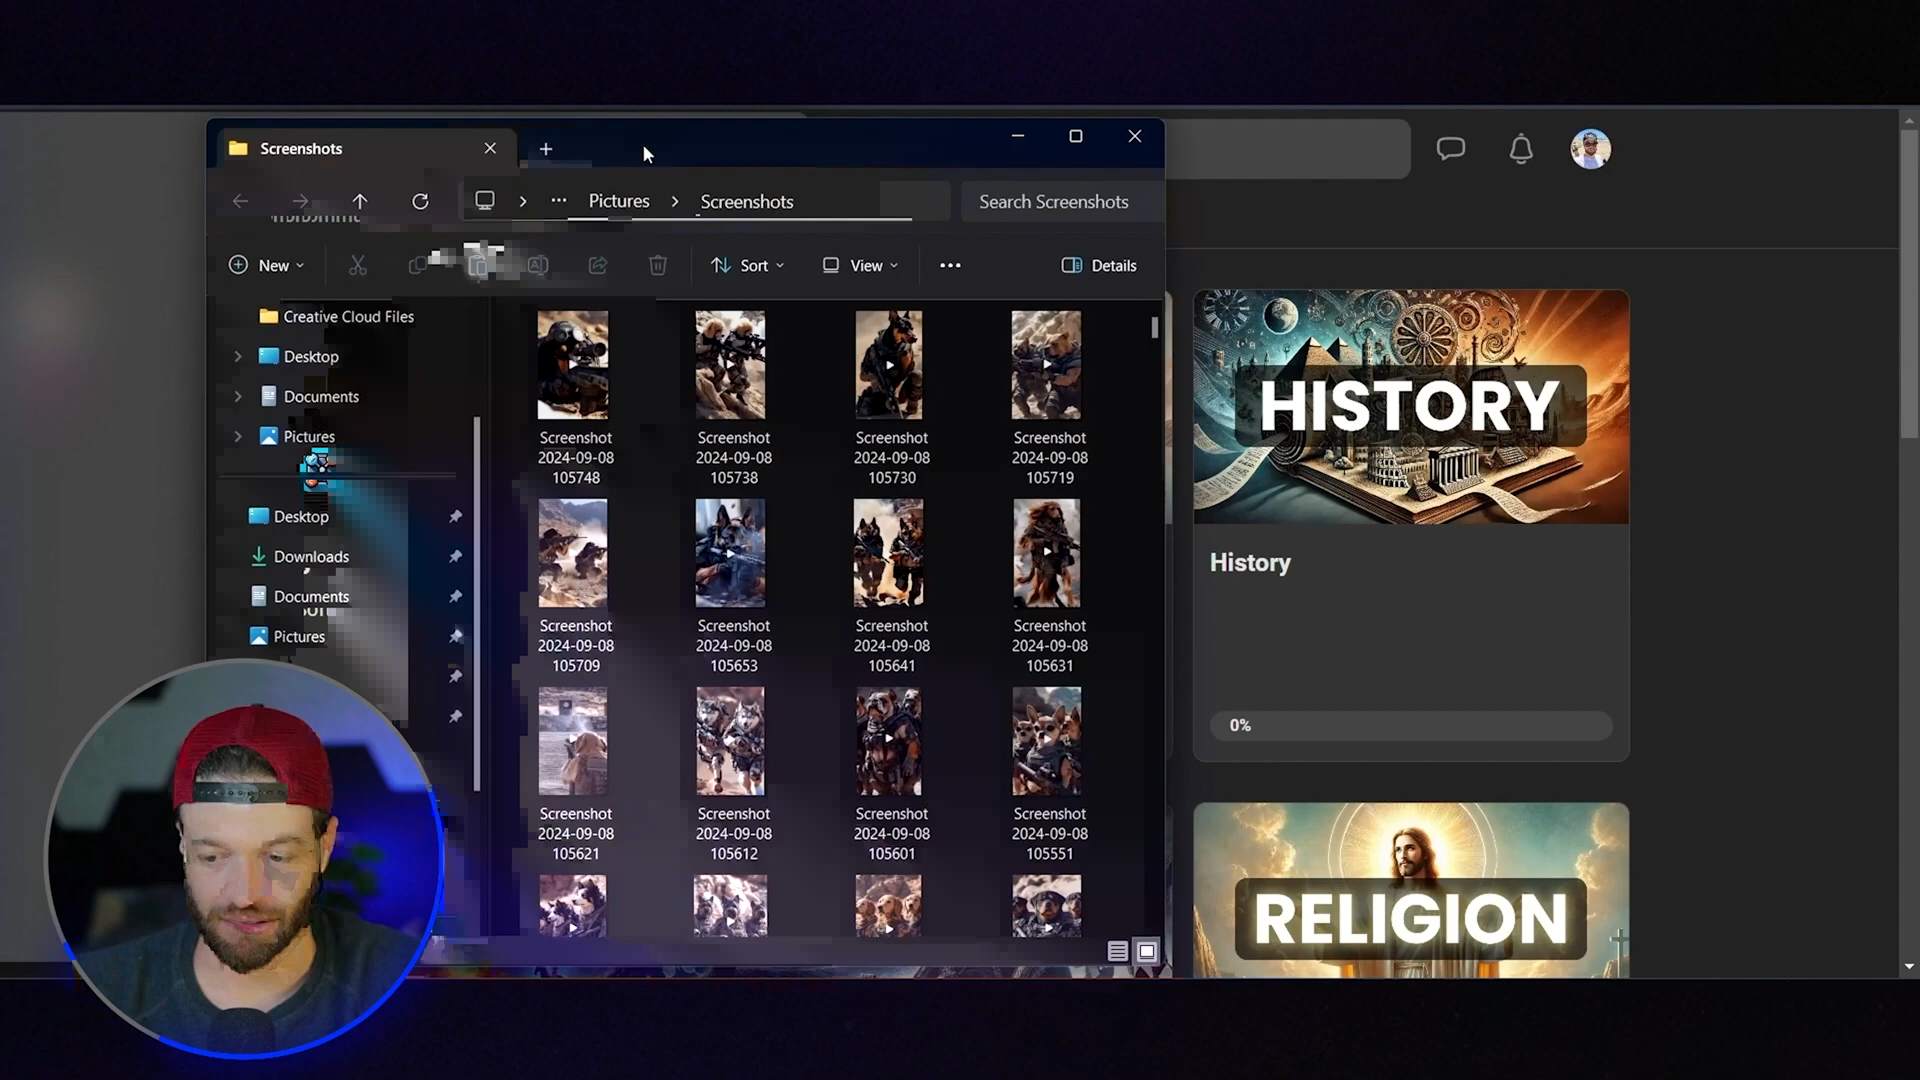 Screenshots
Pictures
Screenshots
Search Screenshots
New
Sort
View
Details
Creative Cloud Files
Desktop
Documents
Pictures
Desktop
Downloads
Documents
Pictures
Screenshot
2024-09-08
105748
Screenshot
2024-09-08
105738
Screenshot
2024-09-08
105730
Screenshot
2024-09-08
105719
Screenshot
2024-09-08
105709
Screenshot
2024-09-08
105653
Screenshot
2024-09-08
105641
Screenshot
2024-09-08
105631
Screenshot
2024-09-08
105621
Screenshot
2024-09-08
105612
Screenshot
2024-09-08
105601
Screenshot
2024-09-08
105551
HISTORY
History
0%
RELIGION